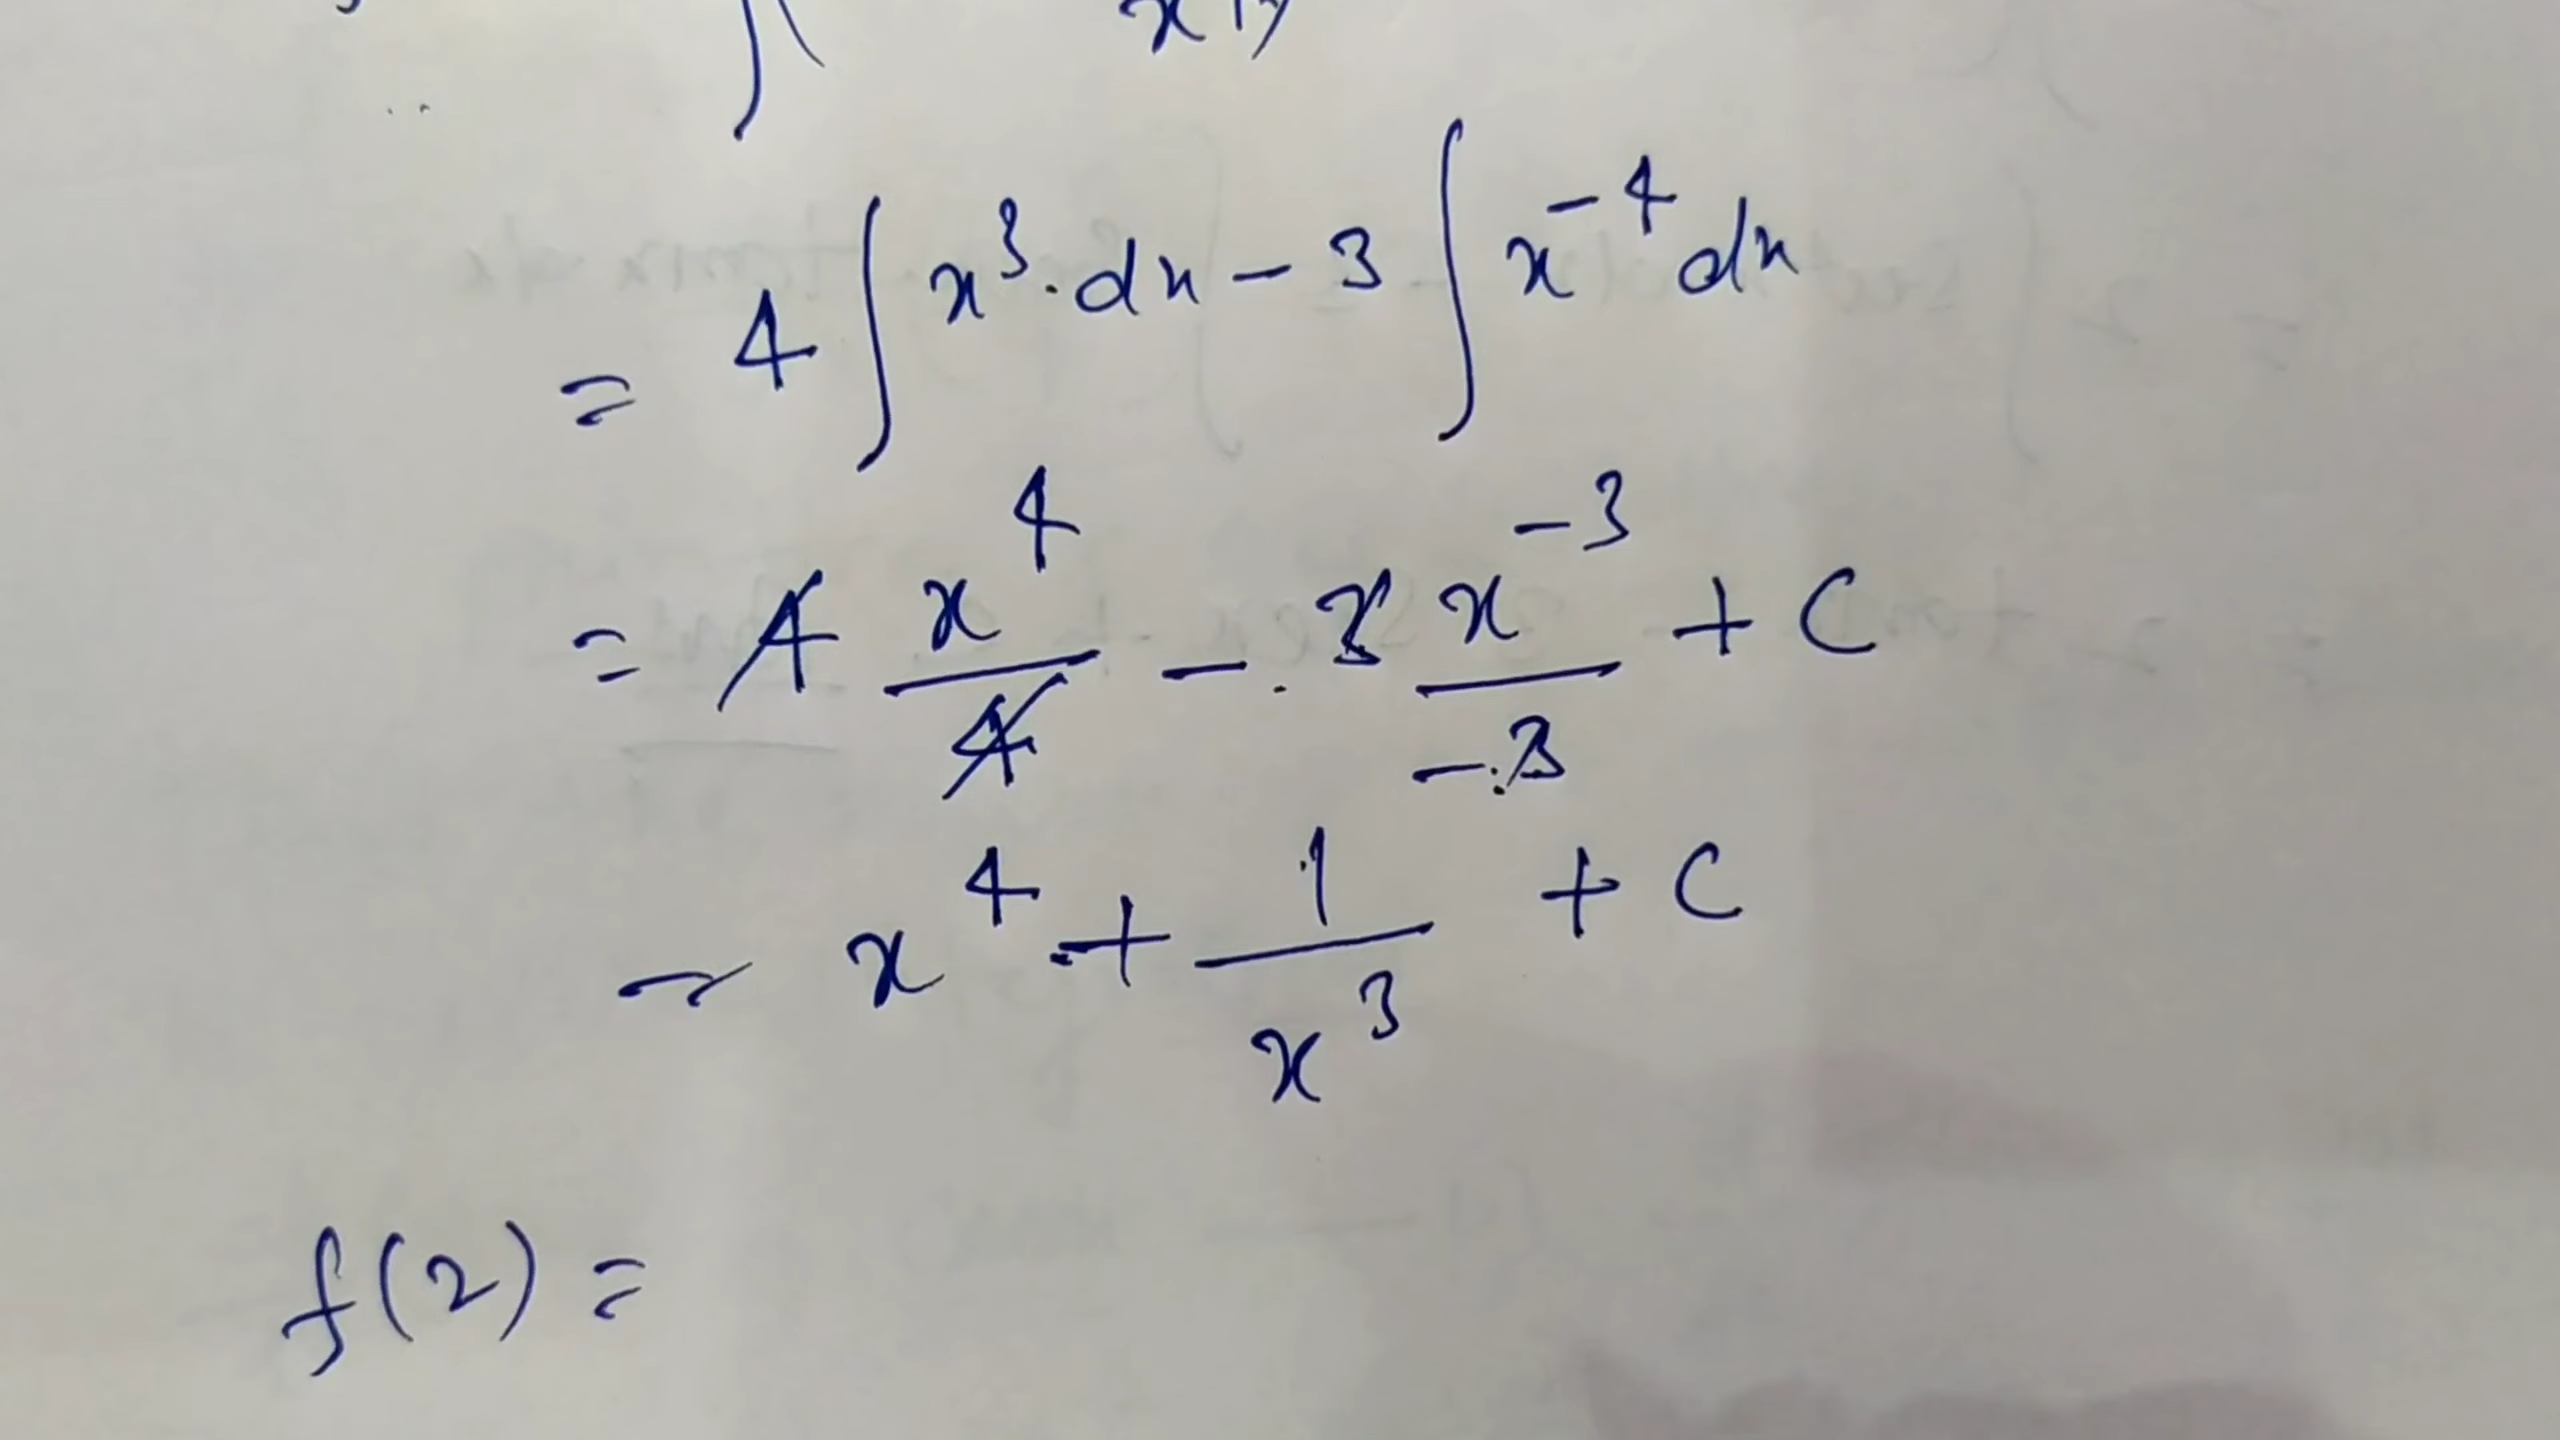 = 4 ∫ x³. dx - 3 ∫ x⁻⁴ dx
= 4 x⁴/4 - 3 x⁻³/-3 + C
= x⁴ + 1/x³ + C
f(2) =